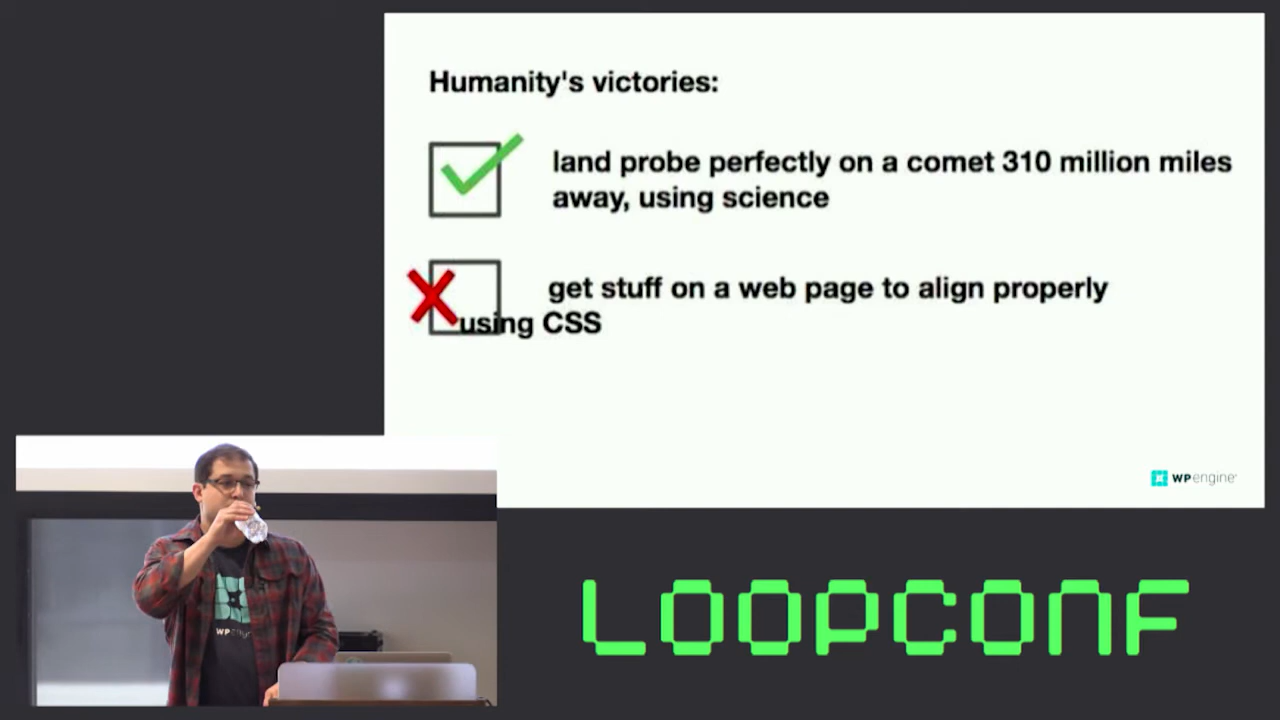 Humanity's victories:
land probe perfectly on a comet 310 million miles
away, using science
get stuff on a web page to align properly
using CSS
WPengine
WP
LOOPCONF